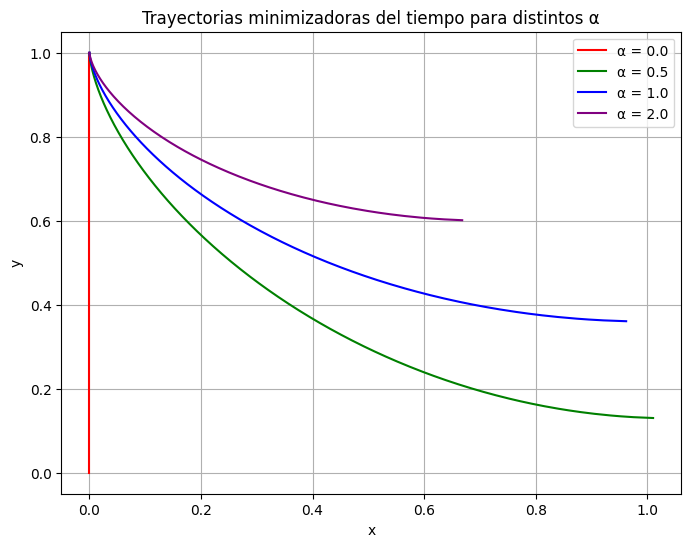 Trayectorias minimizadoras del tiempo para distintos α
α = 0.0
α = 0.5
α = 1.0
α = 2.0
y
1.0
0.8
0.6
0.4
0.2
0.0
0.0 0.2 0.4 0.6 0.8 1.0
x